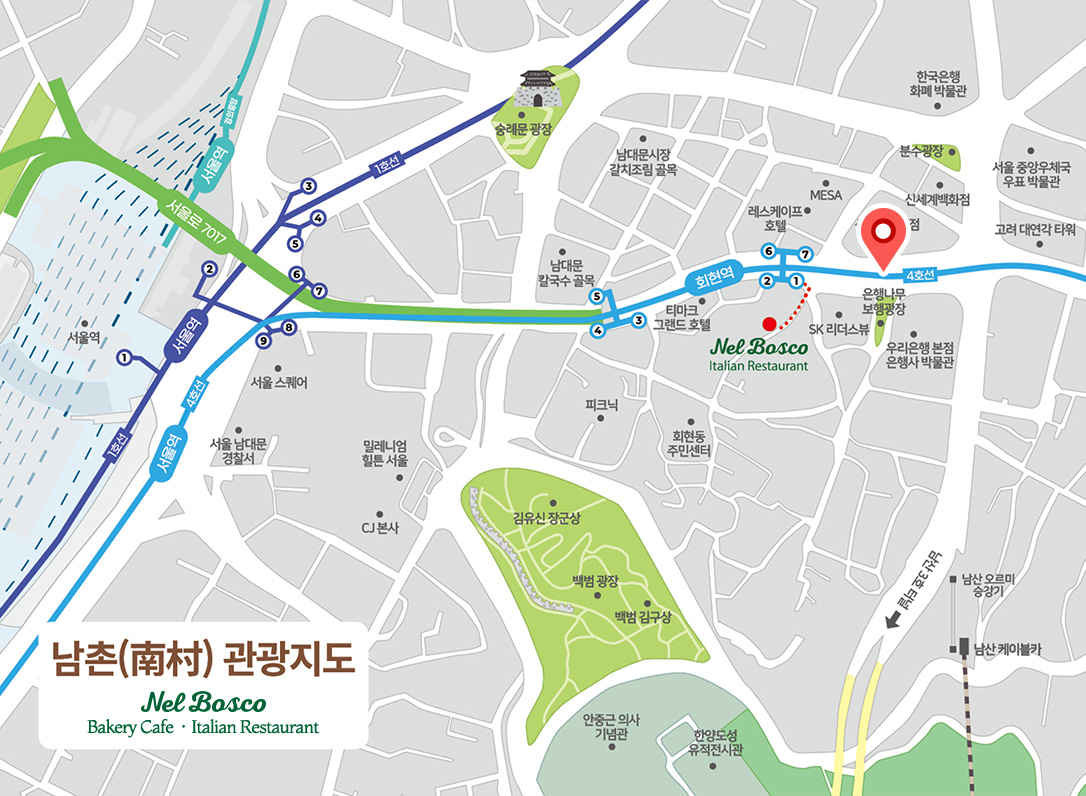 경의중앙
서울역
서울로 7017
1호선
숭례문 광장
한국은행
화폐 박물관
남대문시장
갈치조림 골목
분수광장
서울 중앙우체국
우표 박물관
MESA
신세계백화점
레스케이프
호텔
점
고려 대연각 타워
3
4
5
2
6
7
8
9
1
서울역
서울역
남대문
칼국수 골목
5
4
3
회현역
6
7
2
1
4호선
티마크
그랜드 호텔
은행나무
보행광장
SK 리더스뷰
Nel Bosco
Italian Restaurant
우리은행 본점
은행사 박물관
서울 스퀘어
4호선
서울역
1호선
서울 남대문
경찰서
밀레니엄
힐튼 서울
CJ 본사
피크닉
회현동
주민센터
김유신 장군상
백범 광장
백범 김구상
남산 3호 터널
남산 오르미
승강기
남산 케이블카
안중근 의사
기념관
한양도성
유적전시관
남촌(南村) 관광지도
Nel Bosco
Bakery Cafe · Italian Restaurant